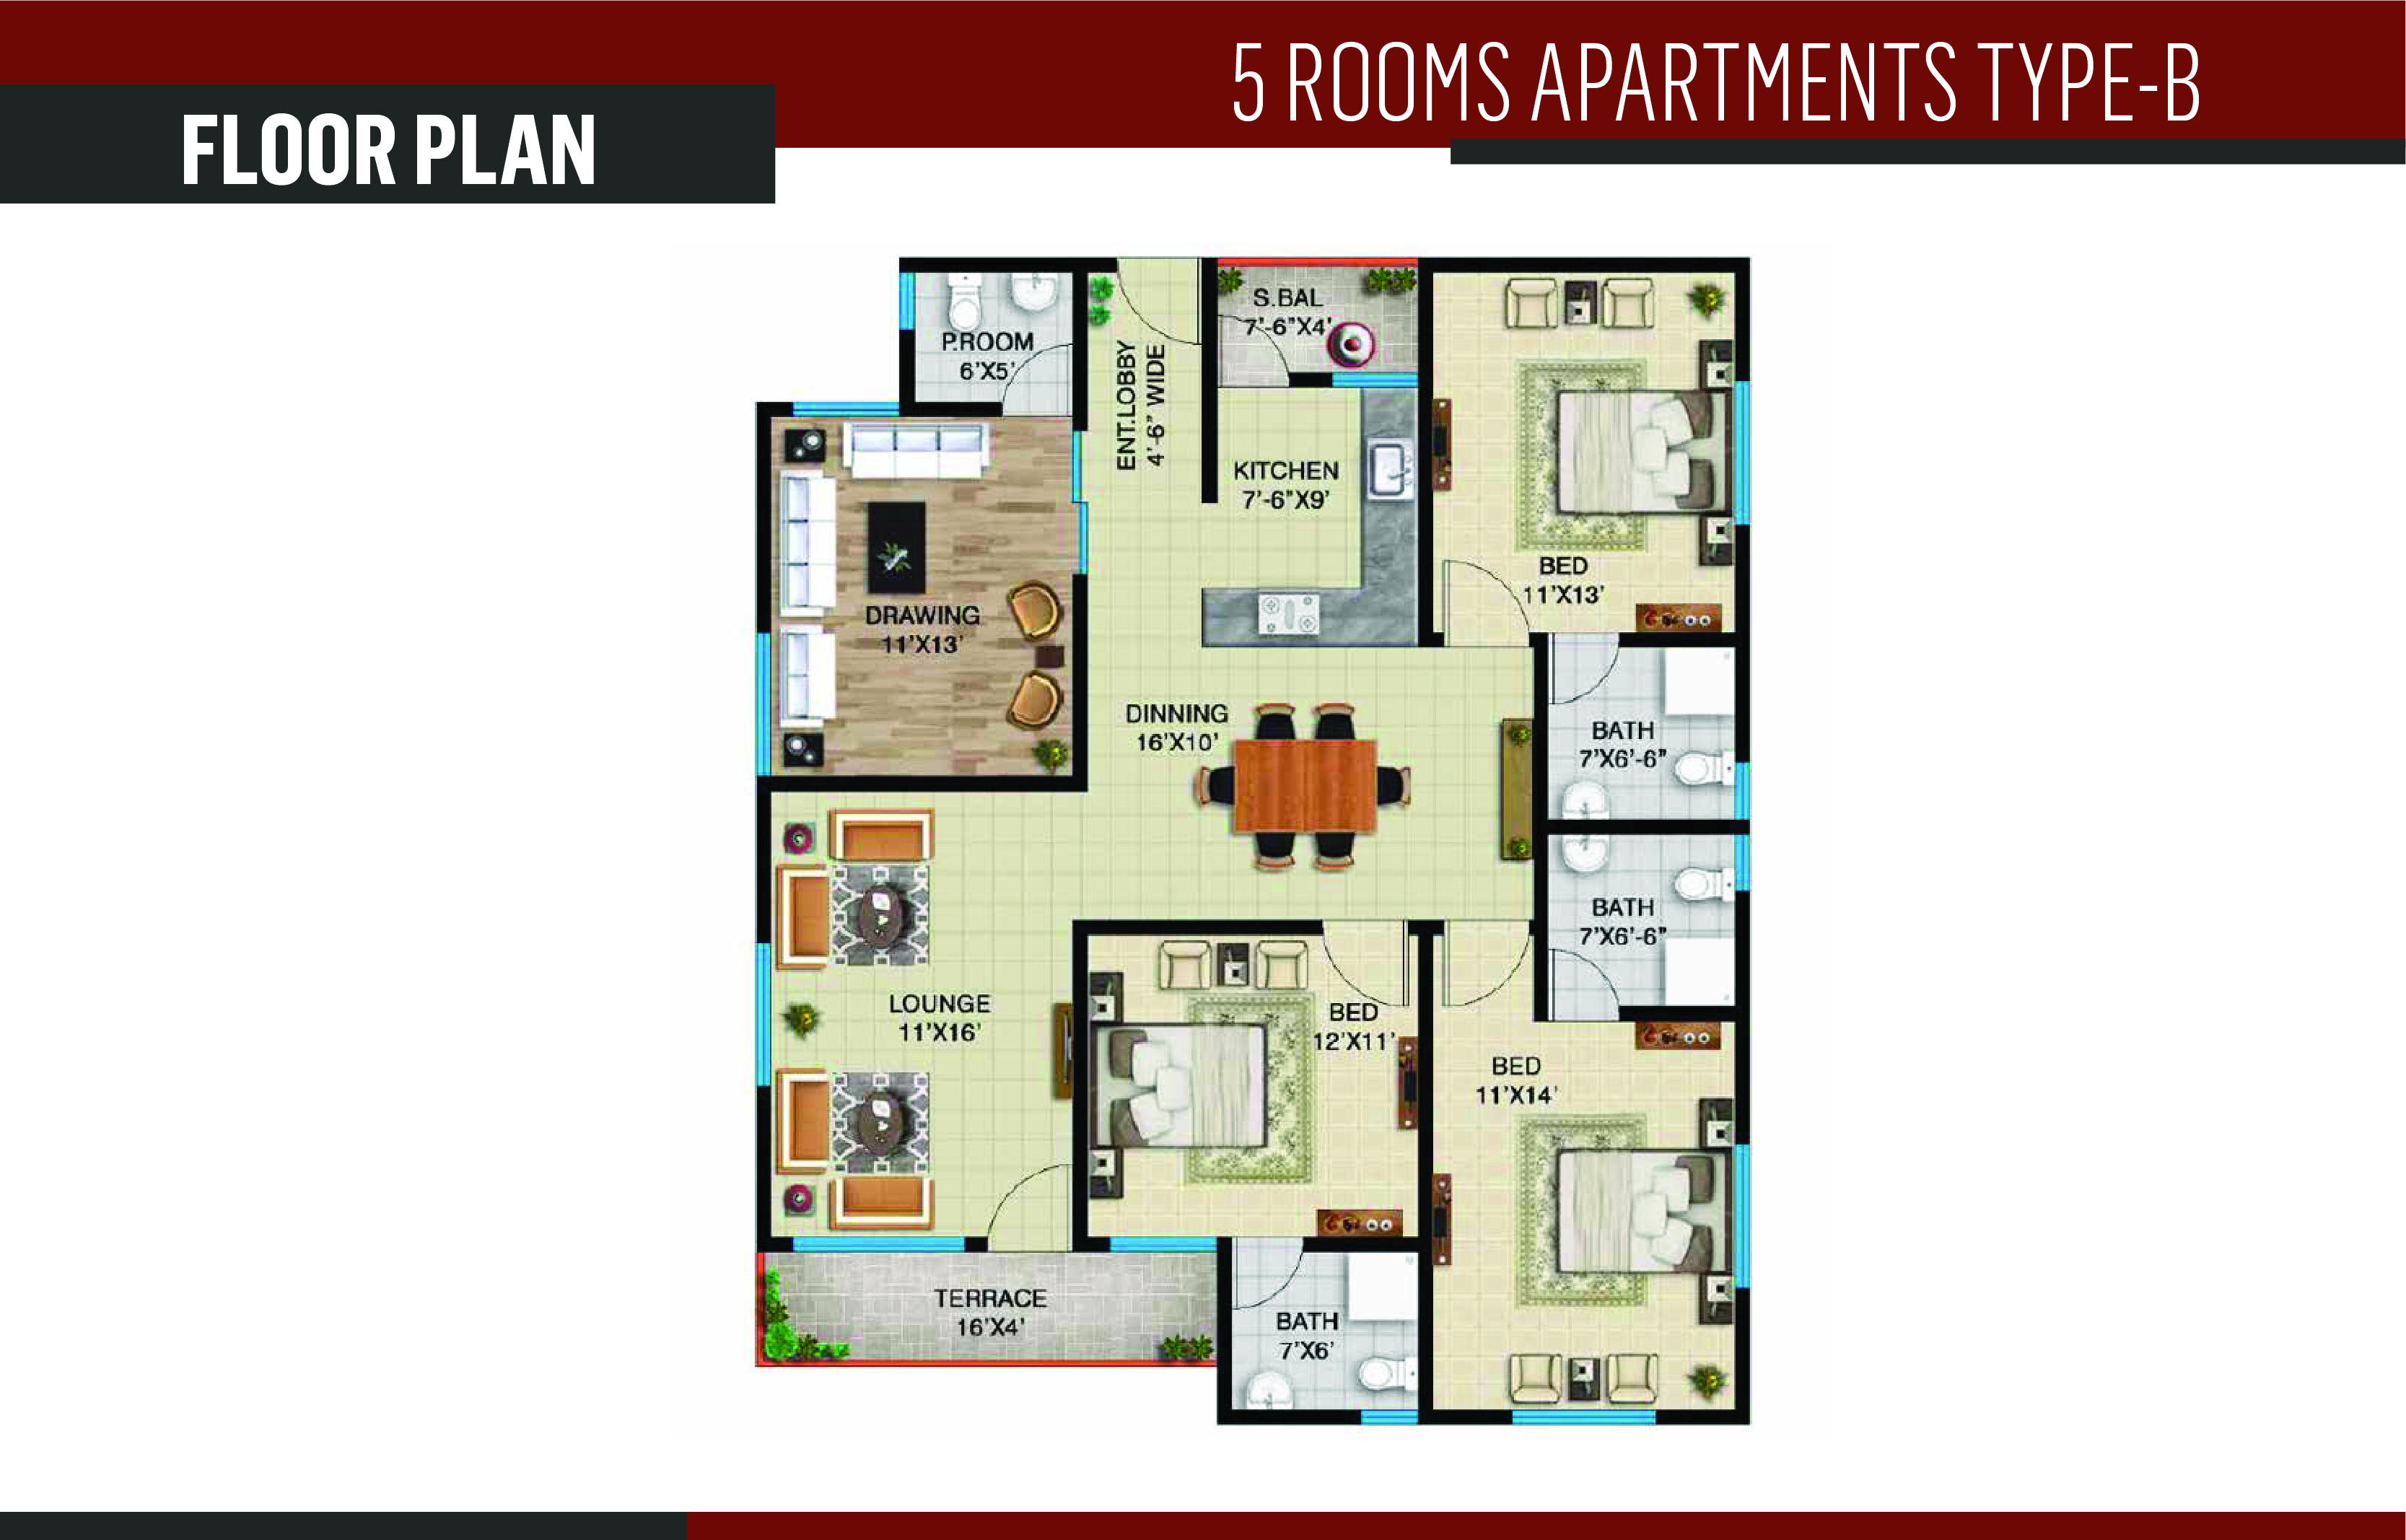 5 ROOMS APARTMENTS TYPE-B
FLOOR PLAN
P.ROOM
6'X5'
ENT.LOBBY
4'-6" WIDE
S.BAL
7'-6"X4'
KITCHEN
7'-6"X9'
BED
11'X13'
DRAWING
11'X13'
DINNING
16'X10'
BATH
7'X6'-6"
BATH
7'X6'-6"
LOUNGE
11'X16'
BED
12'X11'
BED
11'X14'
TERRACE
16'X4'
BATH
7'X6'